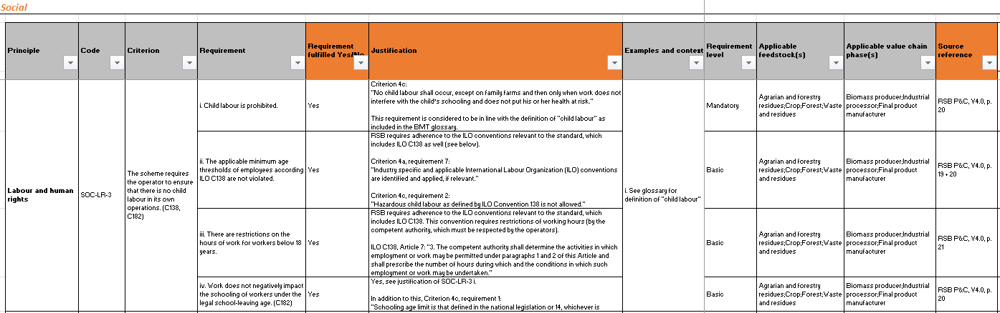 Social
Principle
Code
Criterion
Requirement
Requirement
fulfilled Yes/No
Justification
Examples and context
Requirement
level
Applicable
feedstock(s)
Applicable value chain
phase(s)
Source
reference
Labour and human
rights
SOC-LR-3
The scheme requires
the operator to ensure
that there is no child
labour in its own
operations. (C138,
C182)
i. Child labour is prohibited.
Yes
Criterion 4c:
"No child labour shall occur, except on family farms and then only when work does not
interfere with the child's schooling and does not put his or her health at risk."
This requirement is considered to be in line with the definition of "child labour" as
included in the BMT glossary.
i. See glossary for
definition of "child labour"
Mandatory
Agrarian and forestry
residues;Crop;Forest;Waste
and residues
Biomass producer;Industrial
processor;Final product
manufacturer
RSB P&C, V4.0, p.
20
ii. The applicable minimum age
thresholds of employees according
ILO C138 are not violated.
Yes
RSB requires adherence to the ILO conventions relevant to the standard, which
includes ILO C138 as well (see below).
Criterion 4a, requirement 7:
"Industry specific and applicable International Labour Organization (ILO) conventions
are identified and applied, if relevant."
Criterion 4c, requirement 2:
"Hazardous child labour as defined by ILO Convention 138 is not allowed."
Basic
Agrarian and forestry
residues;Crop;Forest;Waste
and residues
Biomass producer;Industrial
processor;Final product
manufacturer
RSB P&C, V4.0, p.
19 + 20
iii. There are restrictions on the
hours of work for workers below 18
years.
Yes
RSB requires adherence to the ILO conventions relevant to the standard, which
includes ILO C138. This convention requires restrictions of working hours (by the
competent authority, which must be respected by the operators).
ILO C138, Article 7: "3. The competent authority shall determine the activities in which
employment or work may be permitted under paragraphs 1 and 2 of this Article and
shall prescribe the number of hours during which and the conditions in which such
employment or work may be undertaken."
Basic
Agrarian and forestry
residues;Crop;Forest;Waste
and residues
Biomass producer;Industrial
processor;Final product
manufacturer
RSB P&C, V4.0, p.
21
iv. Work does not negatively impact
the schooling of workers under the
legal school-leaving age. (C182)
Yes
Yes, see justification of SOC-LR-3 i.
In addition to this, Criterion 4c, requirement 1:
"Schooling age limit is that defined in the national legislation or 14, whichever is
Basic
Agrarian and forestry
residues;Crop;Forest;Waste
and residues
Biomass producer;Industrial
processor;Final product
manufacturer
RSB P&C, V4.0, p.
20